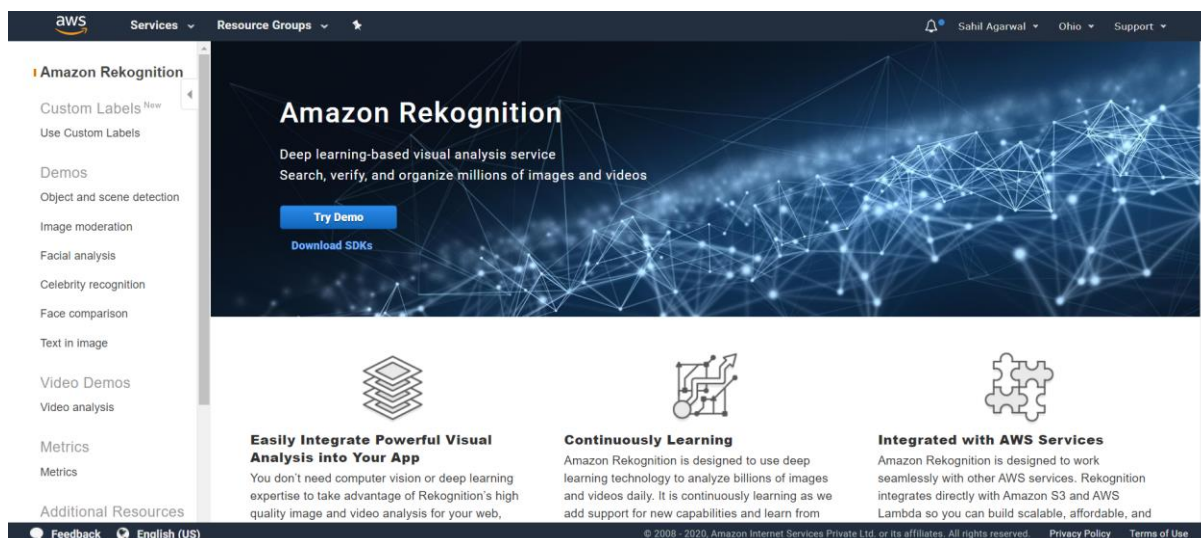 aws
Services
Resource Groups
Sahil Agarwal
Ohio
Support
Amazon Rekognition
Custom Labels New
Use Custom Labels
Demos
Object and scene detection
Image moderation
Facial analysis
Celebrity recognition
Face comparison
Text in image
Video Demos
Video analysis
Metrics
Metrics
Additional Resources
Amazon Rekognition
Deep learning-based visual analysis service
Search, verify, and organize millions of images and videos
Try Demo
Download SDKs
Easily Integrate Powerful Visual
Analysis into Your App
You don't need computer vision or deep learning
expertise to take advantage of Rekognition's high
quality image and video analysis for your web,
Continuously Learning
Amazon Rekognition is designed to use deep
learning technology to analyze billions of images
and videos daily. It is continuously learning as we
add support for new capabilities and learn from
Integrated with AWS Services
Amazon Rekognition is designed to work
seamlessly with other AWS services. Rekognition
integrates directly with Amazon S3 and AWS
Lambda so you can build scalable, affordable, and
Feedback
English (US)
© 2008 - 2020, Amazon Internet Services Private Ltd. or its affiliates. All rights reserved.
Privacy Policy
Terms of Use